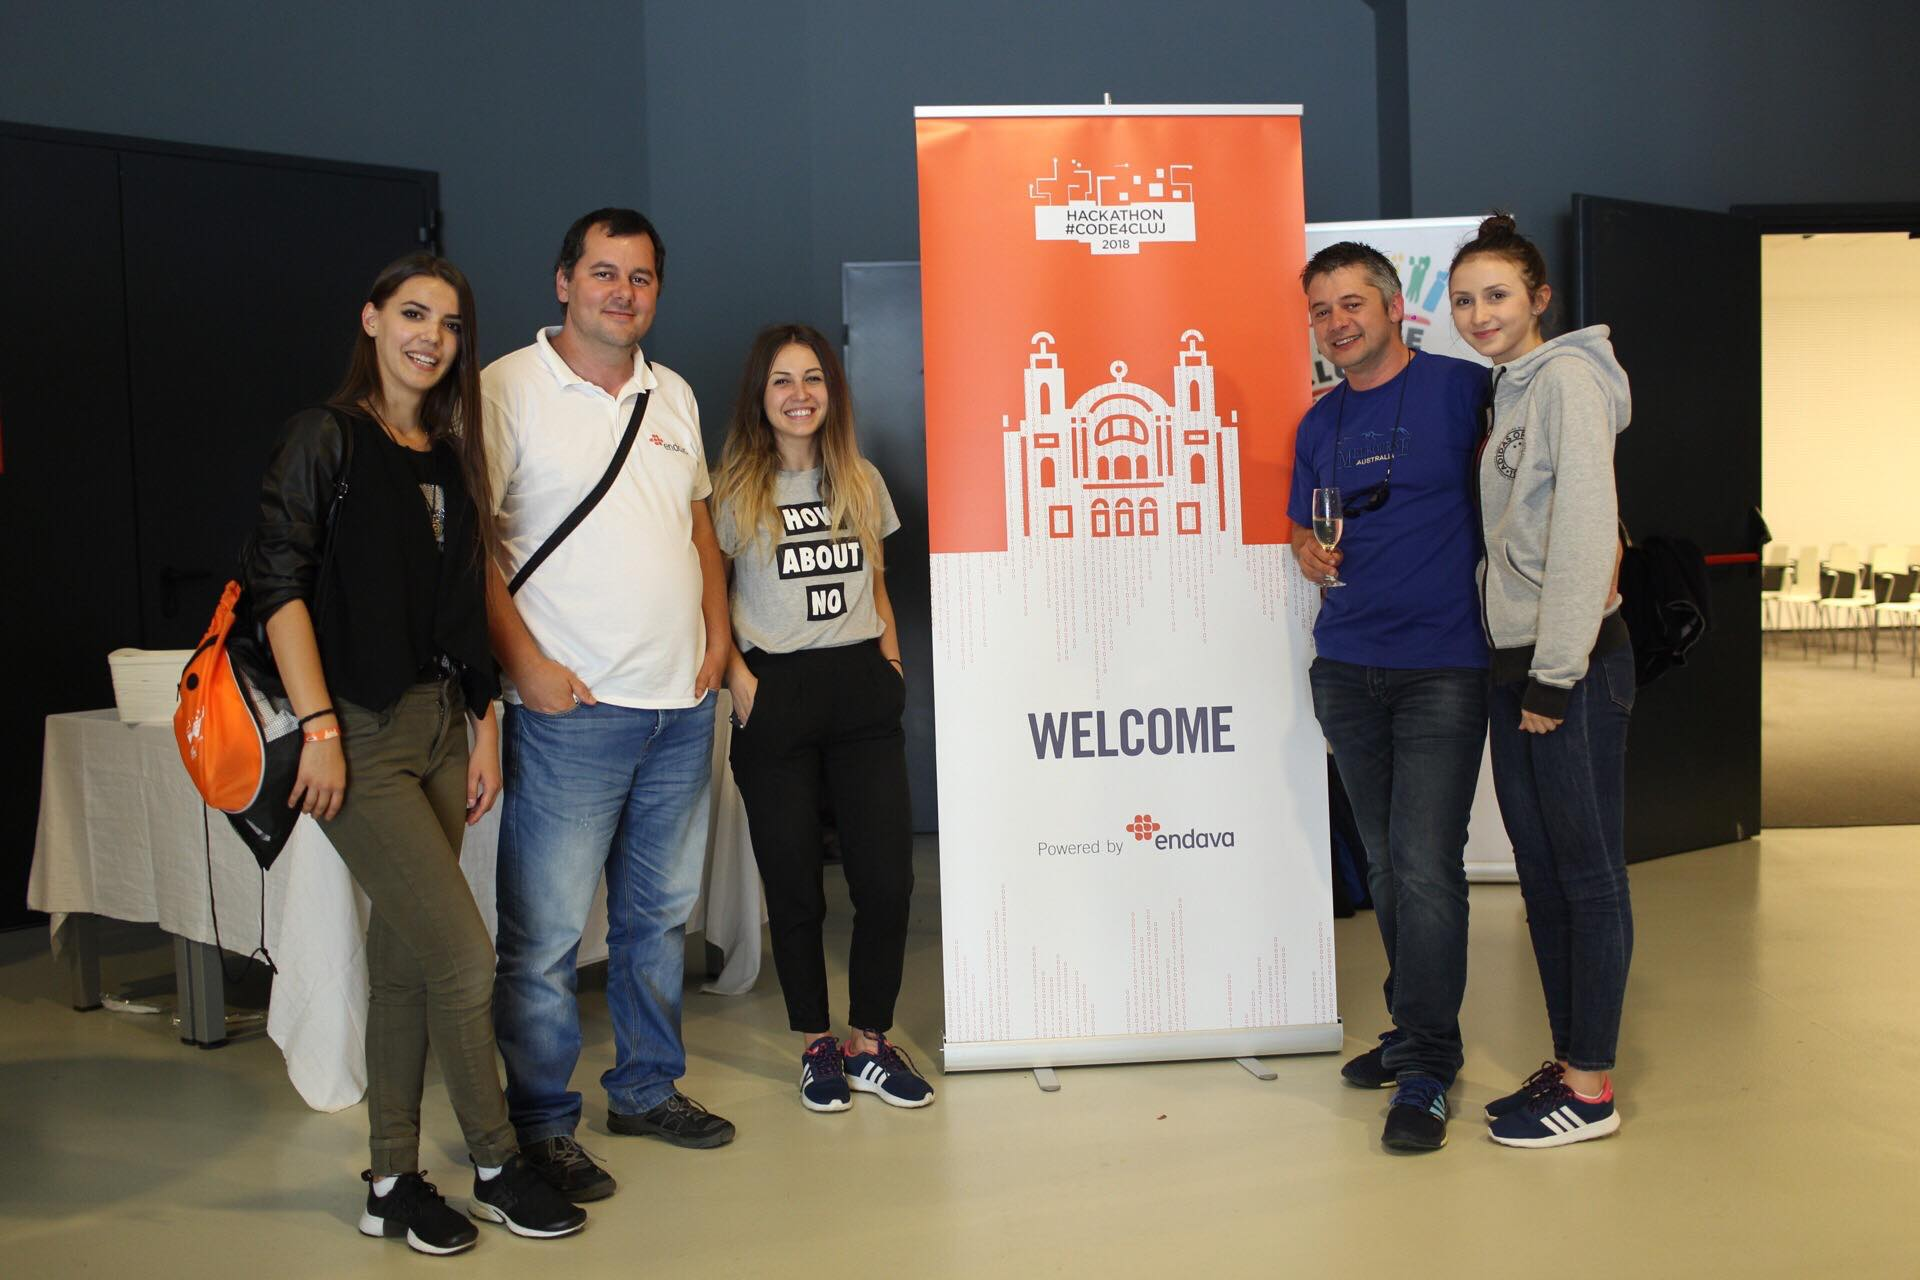 HACKATHON
#CODE4CLUJ
2018
WELCOME
Powered by endava
endava
HOW
ABOUT
NO
AUSTRALIA